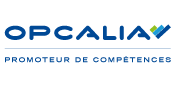 OPCALIA
PROMOTEUR DE COMPÉTENCES